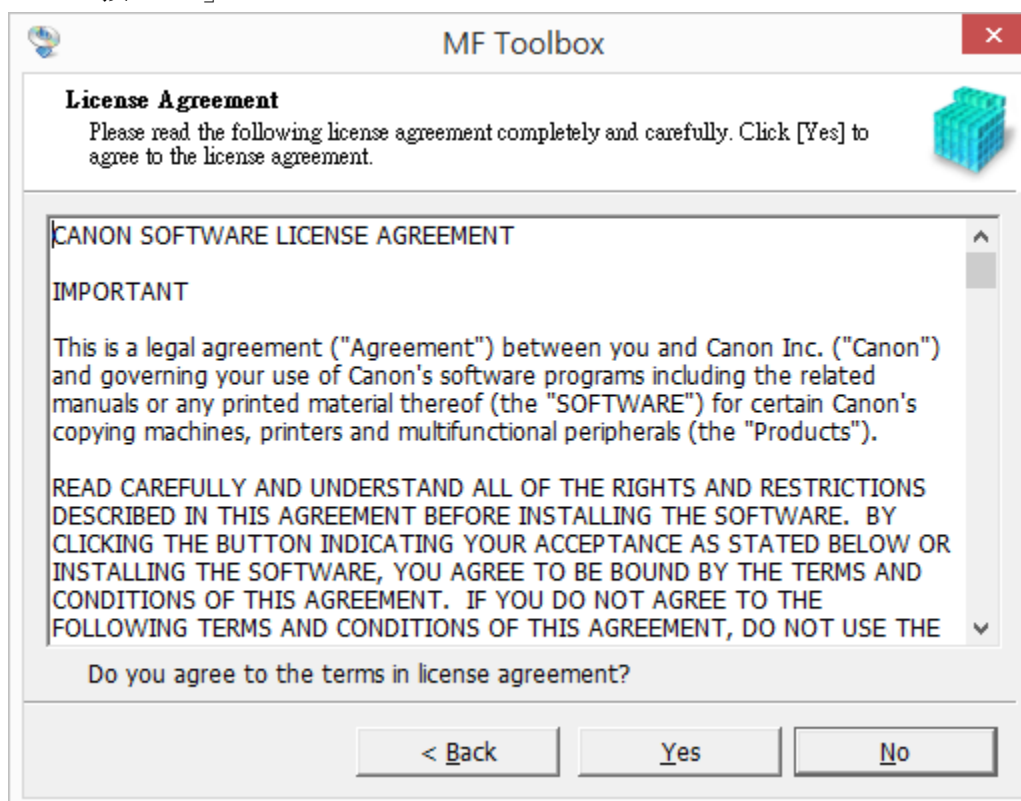 MF Toolbox
License Agreement
Please read the following license agreement completely and carefully. Click [Yes] to
agree to the license agreement.
CANON SOFTWARE LICENSE AGREEMENT
IMPORTANT
This is a legal agreement ("Agreement") between you and Canon Inc. ("Canon")
and governing your use of Canon's software programs including the related
manuals or any printed material thereof (the "SOFTWARE") for certain Canon's
copying machines, printers and multifunctional peripherals (the "Products").
READ CAREFULLY AND UNDERSTAND ALL OF THE RIGHTS AND RESTRICTIONS
DESCRIBED IN THIS AGREEMENT BEFORE INSTALLING THE SOFTWARE.  BY
CLICKING THE BUTTON INDICATING YOUR ACCEPTANCE AS STATED BELOW OR
INSTALLING THE SOFTWARE, YOU AGREE TO BE BOUND BY THE TERMS AND
CONDITIONS OF THIS AGREEMENT.  IF YOU DO NOT AGREE TO THE
FOLLOWING TERMS AND CONDITIONS OF THIS AGREEMENT, DO NOT USE THE
Do you agree to the terms in license agreement?
< Back
Yes
No